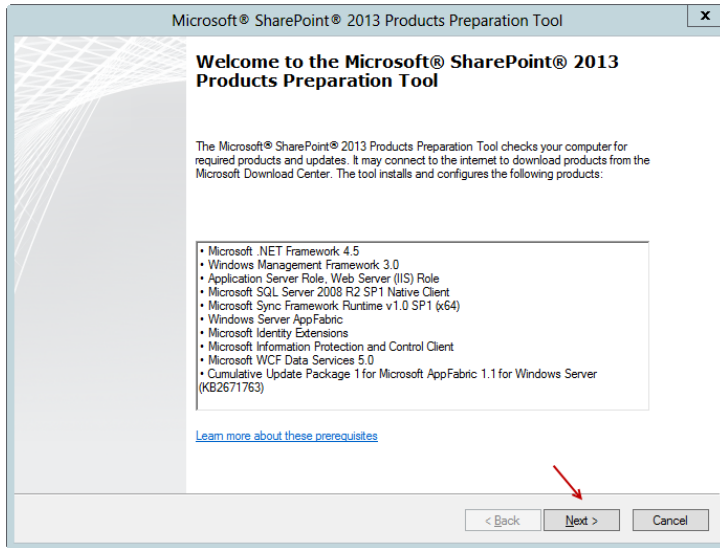 Microsoft® SharePoint® 2013 Products Preparation Tool
x
Welcome to the Microsoft® SharePoint® 2013
Products Preparation Tool
The Microsoft® SharePoint® 2013 Products Preparation Tool checks your computer for
required products and updates. It may connect to the internet to download products from the
Microsoft Download Center. The tool installs and configures the following products:
• Microsoft .NET Framework 4.5
• Windows Management Framework 3.0
• Application Server Role, Web Server (IIS) Role
• Microsoft SQL Server 2008 R2 SP1 Native Client
• Microsoft Sync Framework Runtime v1.0 SP1 (x64)
• Windows Server AppFabric
• Microsoft Identity Extensions
• Microsoft Information Protection and Control Client
• Microsoft WCF Data Services 5.0
• Cumulative Update Package 1 for Microsoft AppFabric 1.1 for Windows Server
(KB2671763)
Learn more about these prerequisites
< Back
Next >
Cancel